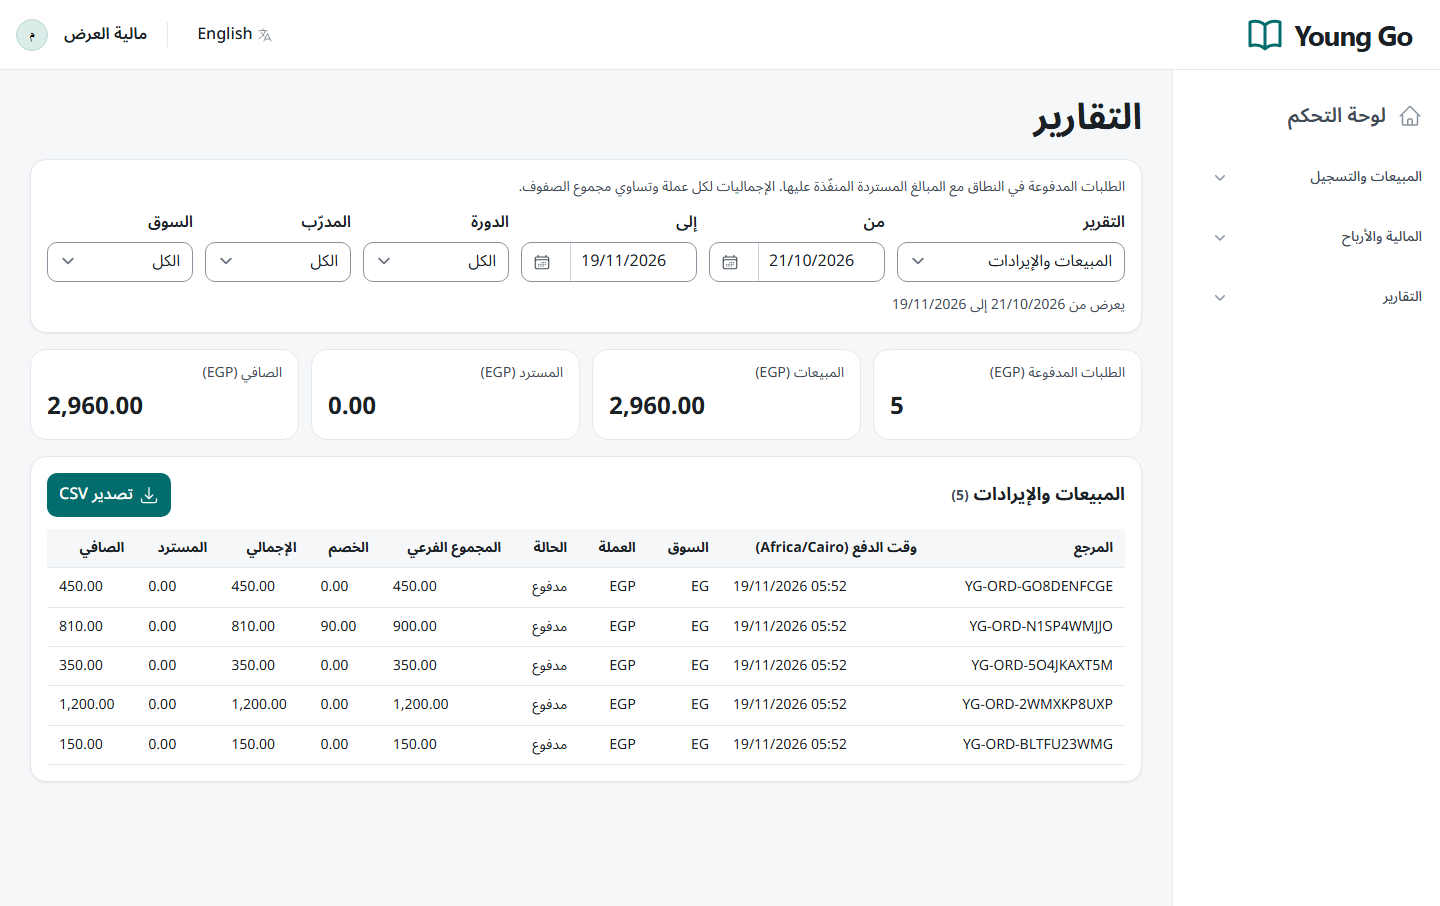 Young Go
English
مالية العرض
م
لوحة التحكم
المبيعات والتسجيل
المالية والأرباح
التقارير
التقارير
الطلبات المدفوعة في النطاق مع المبالغ المستردة المنفّذة عليها. الإجماليات لكل عملة وتساوي مجموع الصفوف.
التقرير من إلى الدورة المدرّب السوق
المبيعات والإيرادات 21/10/2026 19/11/2026 الكل الكل الكل
يعرض من 21/10/2026 إلى 19/11/2026
الطلبات المدفوعة (EGP)
5
المبيعات (EGP)
2,960.00
المسترد (EGP)
0.00
الصافي (EGP)
2,960.00
المبيعات والإيرادات (5)
تصدير CSV
المرجع وقت الدفع (Africa/Cairo) السوق العملة الحالة المجموع الفرعي الخصم الإجمالي المسترد الصافي
YG-ORD-GO8DENFCGE 19/11/2026 05:52 EG EGP مدفوع 450.00 0.00 450.00 0.00 450.00
YG-ORD-N1SP4WMJJO 19/11/2026 05:52 EG EGP مدفوع 900.00 90.00 810.00 0.00 810.00
YG-ORD-5O4JKAXT5M 19/11/2026 05:52 EG EGP مدفوع 350.00 0.00 350.00 0.00 350.00
YG-ORD-2WMXKP8UXP 19/11/2026 05:52 EG EGP مدفوع 1,200.00 0.00 1,200.00 0.00 1,200.00
YG-ORD-BLTFU23WMG 19/11/2026 05:52 EG EGP مدفوع 150.00 0.00 150.00 0.00 150.00